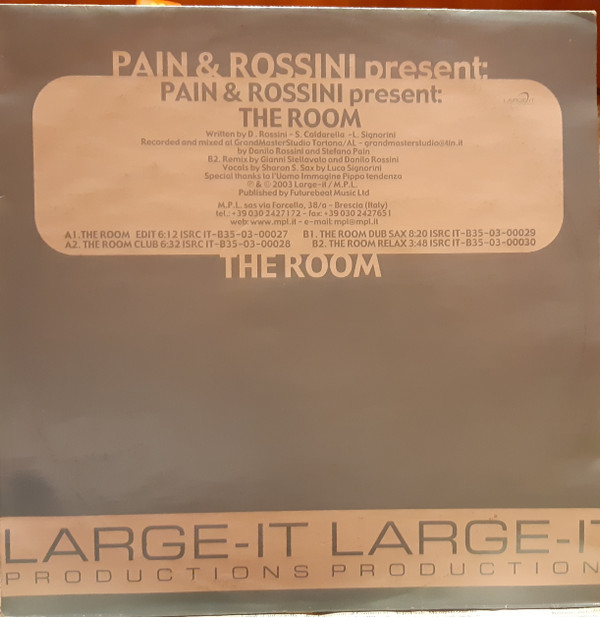 PAIN & ROSSINI present:
PAIN & ROSSINI present:
THE ROOM
Written by D. Rossini - S. Caldarella -L. Signorini
Recorded and mixed at GrandMasterStudio Tortona/AL - grandmasterstudio@lin.it
by Danilo Rossini and Stefano Pain
B2. Remix by Gianni Stellavato and Danilo Rossini
Vocals by Sharon S. Sax by Luca Signorini
Special thanks to l'Uomo Immagine Pippo tendenza
℗ & © 2003 Large-it / M.P.L.
Published by Futurebeat Music Ltd
M.P.L. sas via Forcello, 38/a - Brescia (Italy)
tel.: +39 030 2427172 - fax: +39 030 2427651
web: www.mpl.it - e-mail: mpl@mpl.it
A1.THE ROOM EDIT 6:12 ISRC IT-B35-03-00027 B1. THE ROOM DUB SAX 8:20 ISRC IT-B35-03-00029
A2. THE ROOM CLUB 6:32 ISRC IT-B35-03-00028 B2. THE ROOM RELAX 3:48 ISRC IT-B35-03-00030
THE ROOM
LARGE-IT LARGE-IT
PRODUCTIONS PRODUCTION